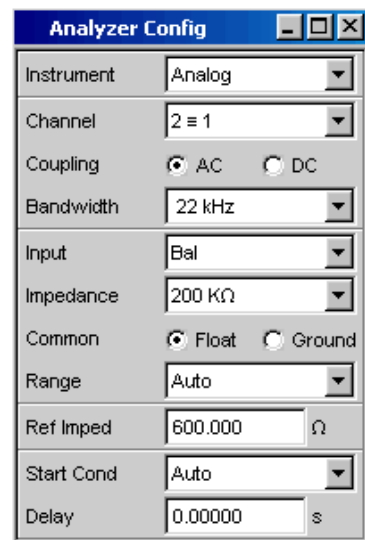 Analyzer Config
Instrument Analog
Channel 2 ≡ 1
Coupling AC DC
Bandwidth 22 kHz
Input Bal
Impedance 200 KΩ
Common Float Ground
Range Auto
Ref Imped 600.000 Ω
Start Cond Auto
Delay 0.00000 s